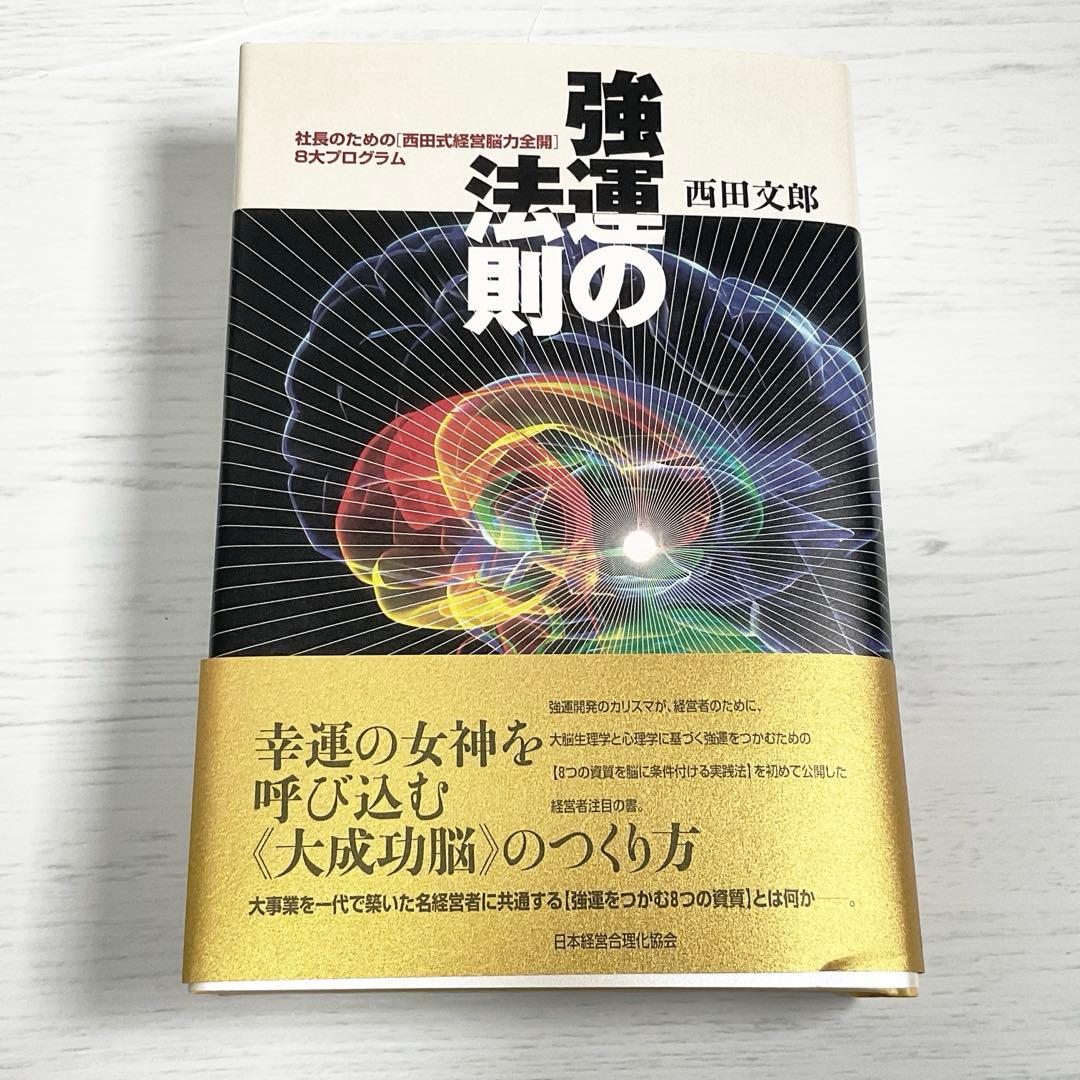 強運の
法則
社長のための[西田式経営脳力全開]
8大プログラム
西田文郎
幸運の女神を
呼び込む
《大成功脳》のつくり方
強運開発のカリスマが、経営者のために、
大脳生理学と心理学に基づく強運をつかむための
【8つの資質を脳に条件付ける実践法】を初めて公開した
経営者注目の書。
大事業を一代で築いた名経営者に共通する【強運をつかむ8つの資質】とは何か――。
日本経営合理化協会